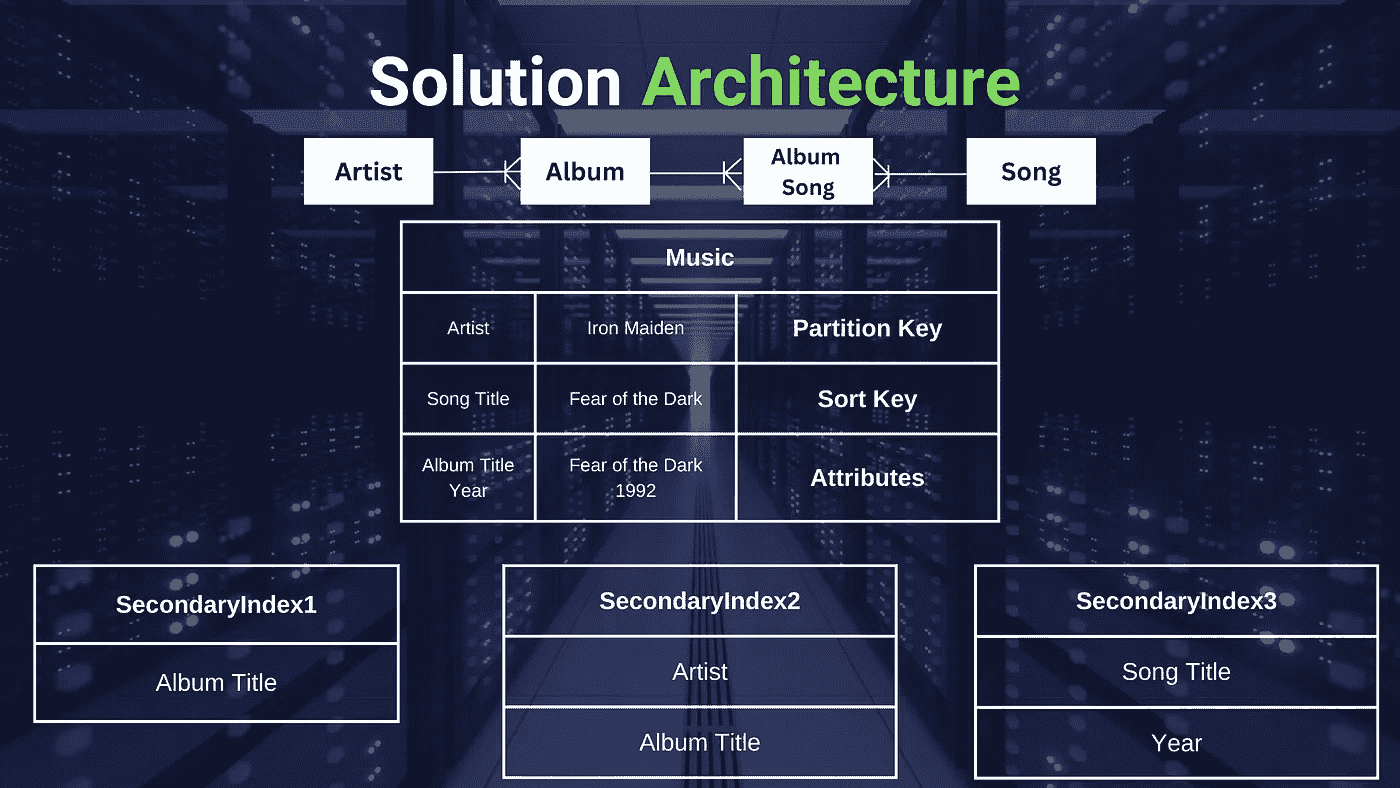 Solution Architecture
Artist
Album
Album
Song
Song
Music
Artist
Iron Maiden
Partition Key
Song Title
Fear of the Dark
Sort Key
Album Title
Year
Fear of the Dark
1992
Attributes
SecondaryIndex1
Album Title
SecondaryIndex2
Artist
Album Title
SecondaryIndex3
Song Title
Year